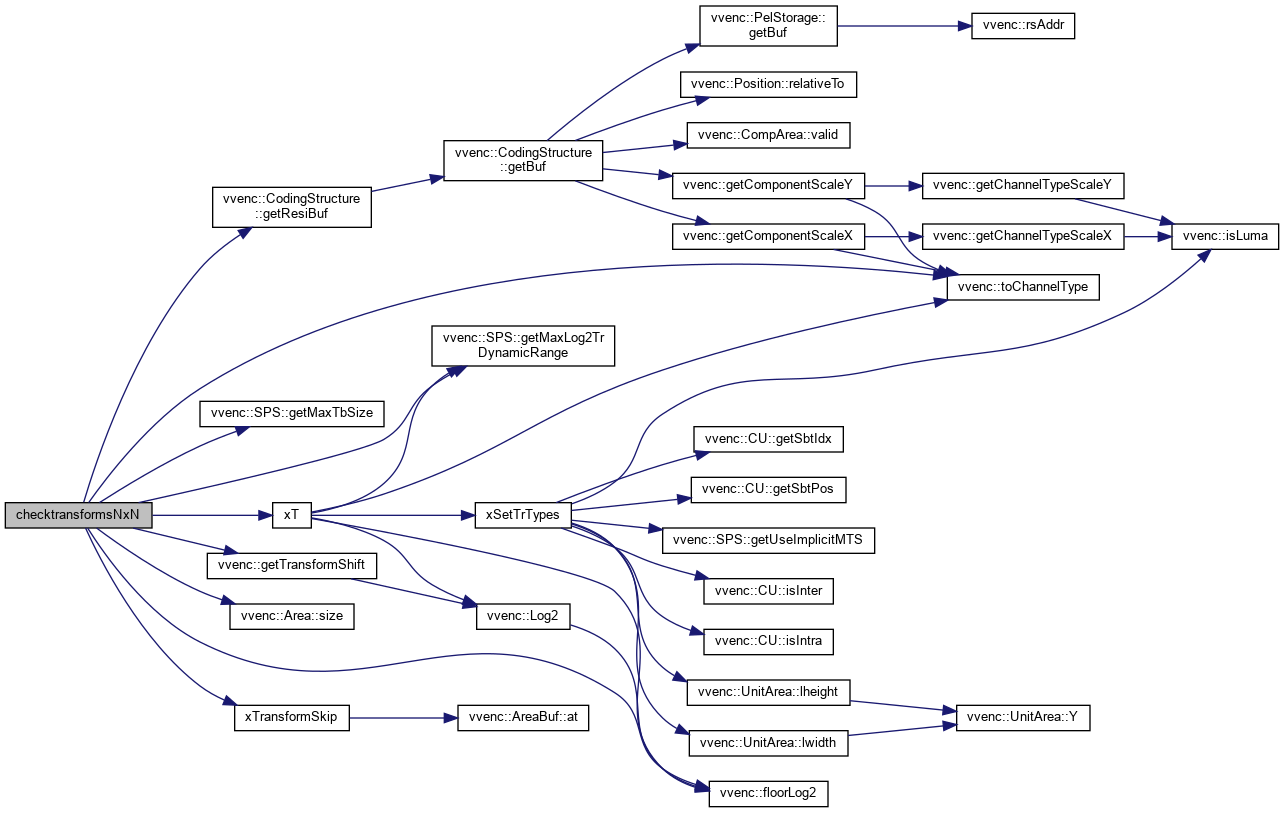 vvenc::PelStorage::
getBuf
vvenc::rsAddr
vvenc::Position::relativeTo
vvenc::CompArea::valid
vvenc::CodingStructure
::getBuf
vvenc::getComponentScaleY
vvenc::getChannelTypeScaleY
vvenc::CodingStructure
::getResiBuf
vvenc::getComponentScaleX
vvenc::getChannelTypeScaleX
vvenc::isLuma
vvenc::toChannelType
vvenc::SPS::getMaxLog2Tr
DynamicRange
vvenc::SPS::getMaxTbSize
vvenc::CU::getSbtIdx
vvenc::CU::getSbtPos
checktransformsNxN
xT
xSetTrTypes
vvenc::SPS::getUseImplicitMTS
vvenc::getTransformShift
vvenc::CU::isInter
vvenc::Area::size
vvenc::Log2
vvenc::CU::isIntra
vvenc::UnitArea::lheight
xTransformSkip
vvenc::AreaBuf::at
vvenc::UnitArea::Y
vvenc::UnitArea::lwidth
vvenc::floorLog2